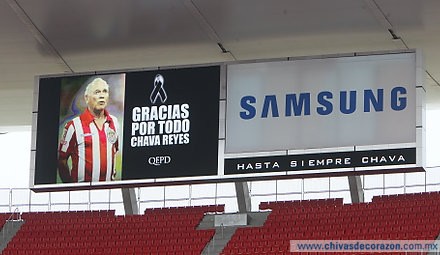 GRACIAS
POR TODO
CHAVA REYES
QEPD
SAMSUNG
HASTA SIEMPRE CHAVA
www.chivasdecorazon.com.mx